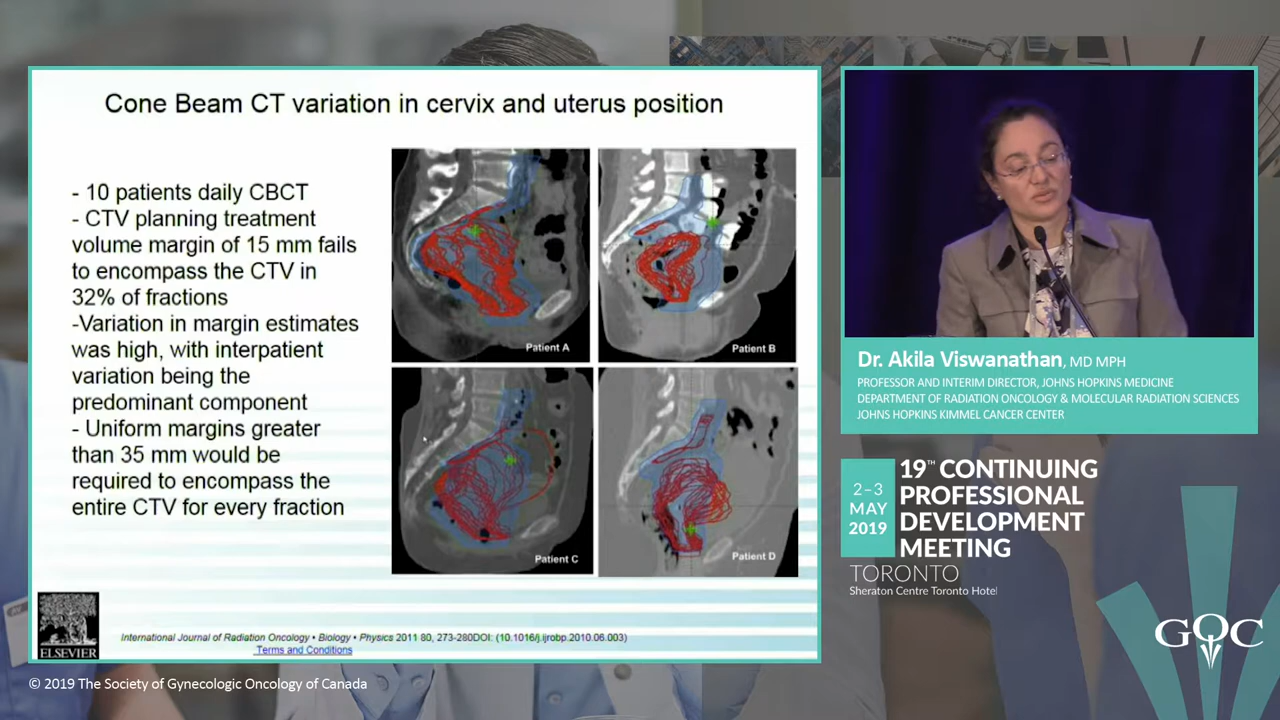 Cone Beam CT variation in cervix and uterus position
- 10 patients daily CBCT
- CTV planning treatment
volume margin of 15 mm fails
to encompass the CTV in
32% of fractions
-Variation in margin estimates
was high, with interpatient
variation being the
predominant component
- Uniform margins greater
than 35 mm would be
required to encompass the
entire CTV for every fraction
Patient A
Patient B
Patient C
Patient D
ELSEVIER
International Journal of Radiation Oncology • Biology • Physics 2011 80, 273-280DOI: (10.1016/j.ijrobp.2010.06.003)
Terms and Conditions
© 2019 The Society of Gynecologic Oncology of Canada
Dr. Akila Viswanathan, MD MPH
PROFESSOR AND INTERIM DIRECTOR, JOHNS HOPKINS MEDICINE
DEPARTMENT OF RADIATION ONCOLOGY & MOLECULAR RADIATION SCIENCES
JOHNS HOPKINS KIMMEL CANCER CENTER
2–3
MAY
2019
19™ CONTINUING
PROFESSIONAL
DEVELOPMENT
MEETING
TORONTO
Sheraton Centre Toronto Hotel
GOC